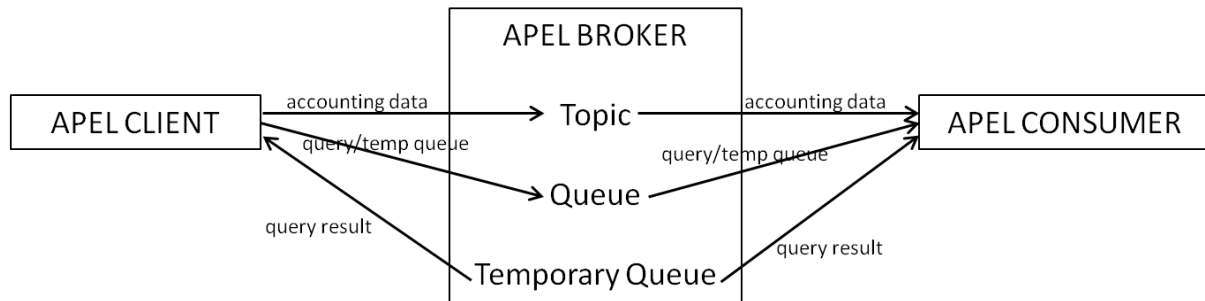 APEL BROKER
accounting data
Topic
accounting data
APEL CLIENT
APEL CONSUMER
query/temp queue
query/temp queue
Queue
query result
query result
Temporary Queue